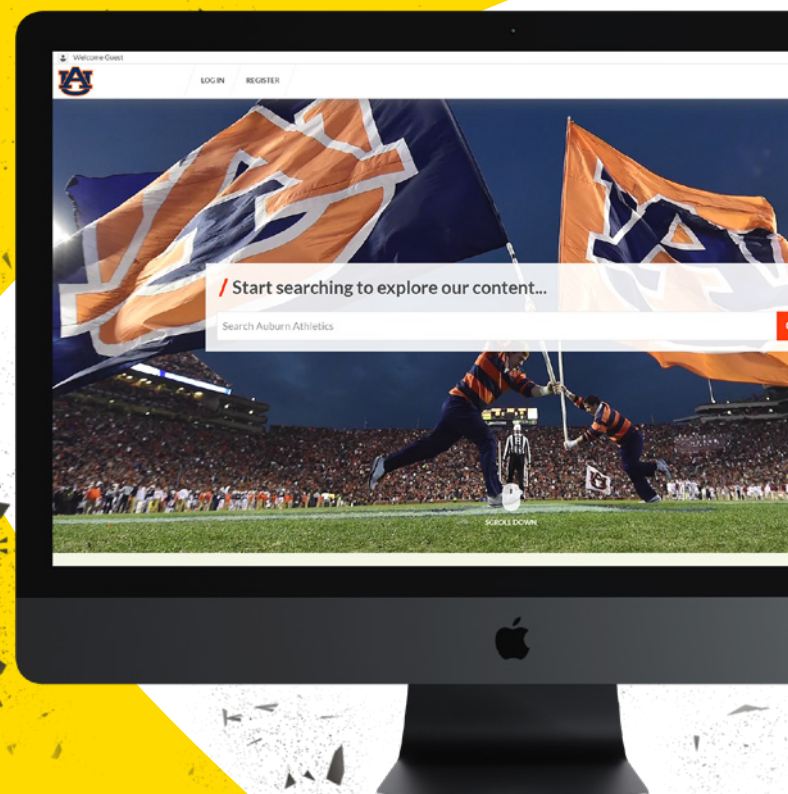 Welcome Guest
LOG IN REGISTER
/ Start searching to explore our content...
Search Auburn Athletics
SCROLL DOWN